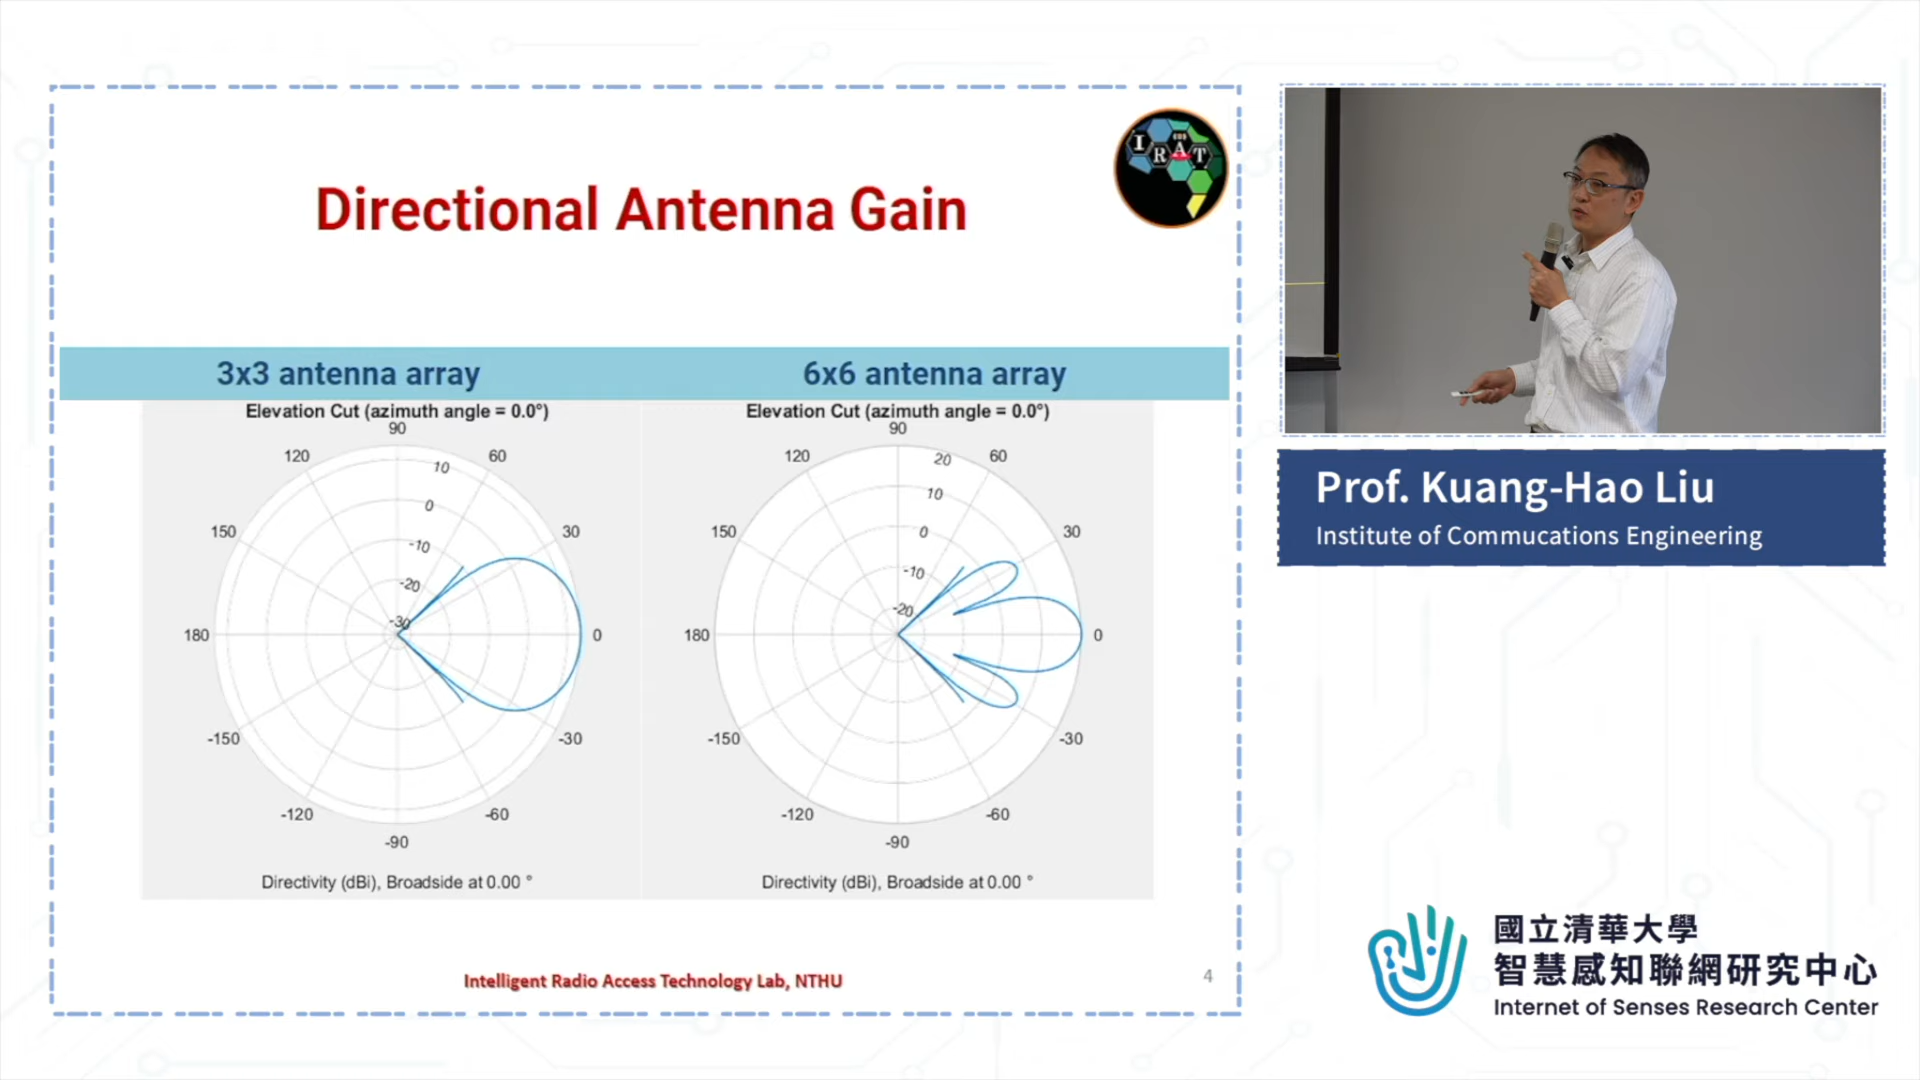 Directional Antenna Gain
I R A T
3x3 antenna array
6x6 antenna array
Elevation Cut (azimuth angle = 0.0°)
90
120
60
10
0
150
30
-10
-20
-30
180
0
-150
-30
-120
-60
-90
Directivity (dBi), Broadside at 0.00 °
Elevation Cut (azimuth angle = 0.0°)
90
120
60
20
10
150
30
0
-10
-20
180
0
-150
-30
-120
-60
-90
Directivity (dBi), Broadside at 0.00 °
Intelligent Radio Access Technology Lab, NTHU
4
Prof. Kuang-Hao Liu
Institute of Commucations Engineering
國立清華大學
智慧感知聯網研究中心
Internet of Senses Research Center